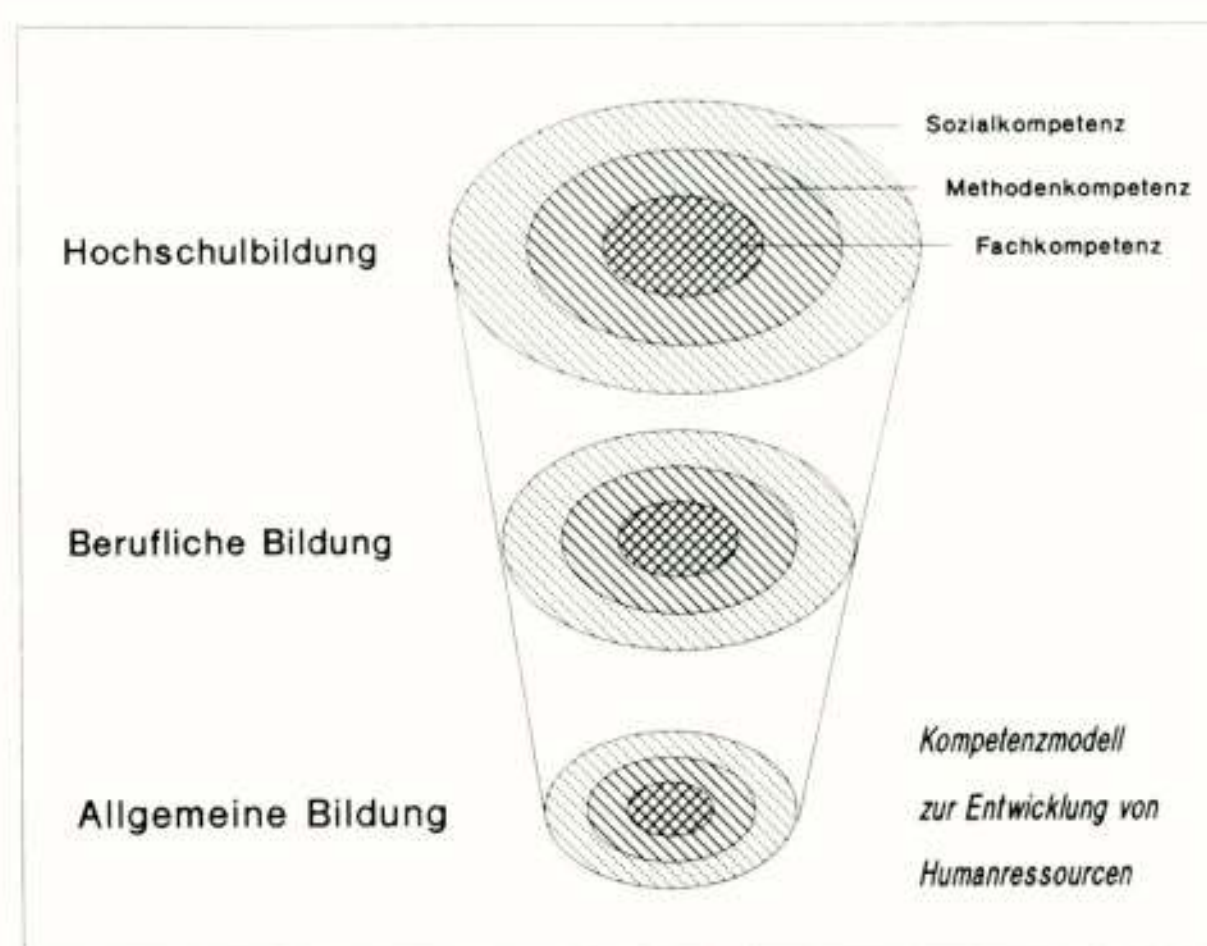 Sozialkompetenz
Methodenkompetenz
Fachkompetenz
Hochschulbildung
Berufliche Bildung
Allgemeine Bildung
Kompetenzmodell
zur Entwicklung von
Humanressourcen